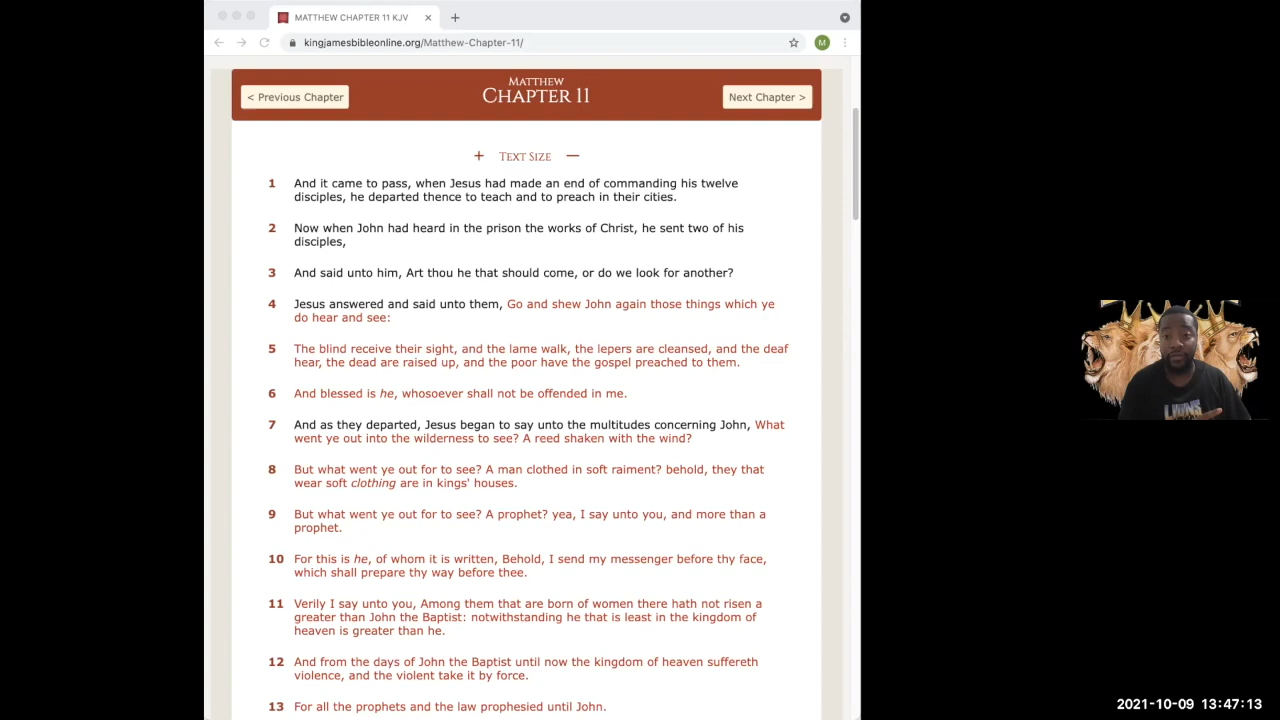 MATTHEW CHAPTER 11 KJV
kingjamesbibleonline.org/Matthew-Chapter-11/
M
< Previous Chapter
MATTHEW
CHAPTER 11
Next Chapter >
+ TEXT SIZE —
1 And it came to pass, when Jesus had made an end of commanding his twelve
disciples, he departed thence to teach and to preach in their cities.
2 Now when John had heard in the prison the works of Christ, he sent two of his
disciples,
3 And said unto him, Art thou he that should come, or do we look for another?
4 Jesus answered and said unto them, Go and shew John again those things which ye
do hear and see:
5 The blind receive their sight, and the lame walk, the lepers are cleansed, and the deaf
hear, the dead are raised up, and the poor have the gospel preached to them.
6 And blessed is he, whosoever shall not be offended in me.
7 And as they departed, Jesus began to say unto the multitudes concerning John, What
went ye out into the wilderness to see? A reed shaken with the wind?
8 But what went ye out for to see? A man clothed in soft raiment? behold, they that
wear soft clothing are in kings' houses.
9 But what went ye out for to see? A prophet? yea, I say unto you, and more than a
prophet.
10 For this is he, of whom it is written, Behold, I send my messenger before thy face,
which shall prepare thy way before thee.
11 Verily I say unto you, Among them that are born of women there hath not risen a
greater than John the Baptist: notwithstanding he that is least in the kingdom of
heaven is greater than he.
12 And from the days of John the Baptist until now the kingdom of heaven suffereth
violence, and the violent take it by force.
13 For all the prophets and the law prophesied until John.
2021-10-09 13:47:13